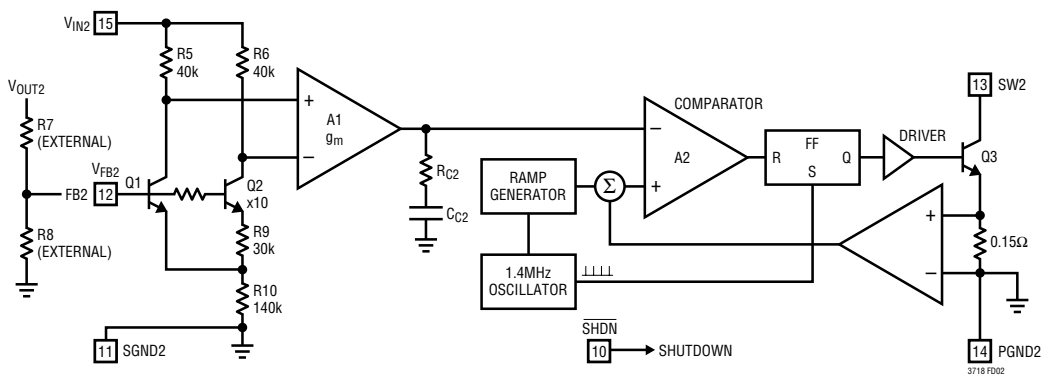 VIN2 15
R5
40k
R6
40k
VOUT2
R7
(EXTERNAL)
VFB2
FB2 12
R8
(EXTERNAL)
Q1
Q2
x10
R9
30k
R10
140k
11 SGND2
+
A1
gm
−
RC2
CC2
RAMP
GENERATOR
Σ
1.4MHz
OSCILLATOR
COMPARATOR
−
A2
+
R FF Q
S
DRIVER
13 SW2
Q3
+
0.15Ω
−
14 PGND2
SHDN
10 SHUTDOWN
3718 FD02